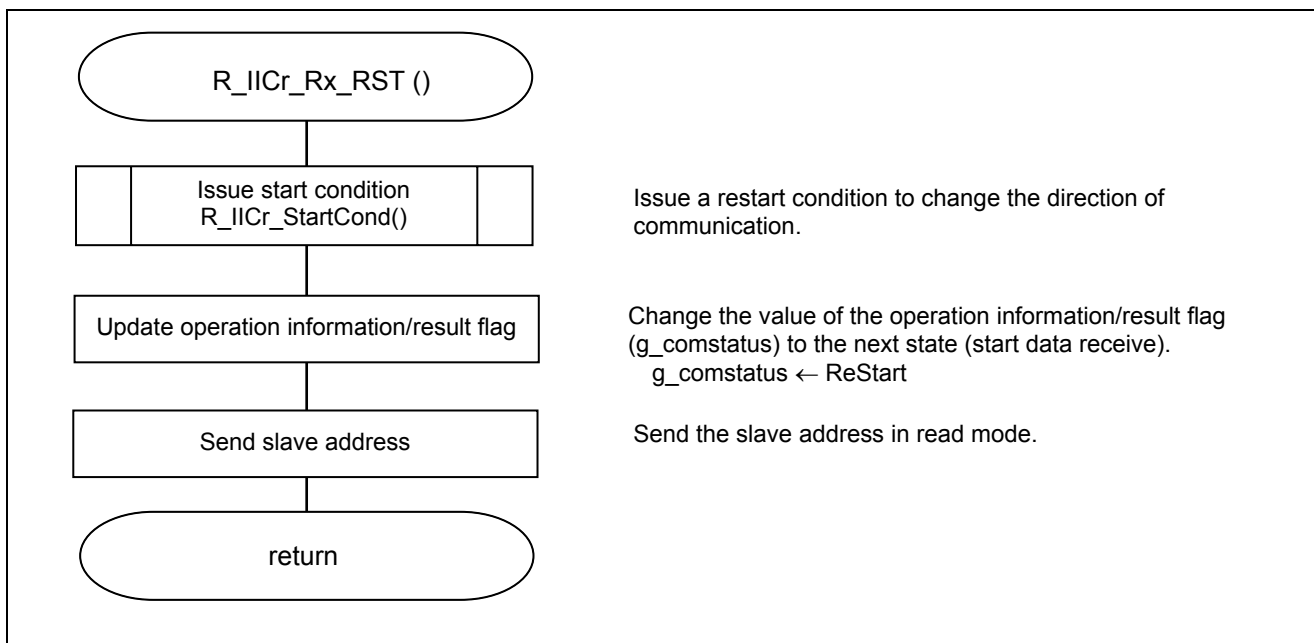 R_IICr_Rx_RST ()
Issue start condition
R_IICr_StartCond()
Issue a restart condition to change the direction of
communication.
Update operation information/result flag
Change the value of the operation information/result flag
(g_comstatus) to the next state (start data receive).
g_comstatus ← ReStart
Send slave address
Send the slave address in read mode.
return